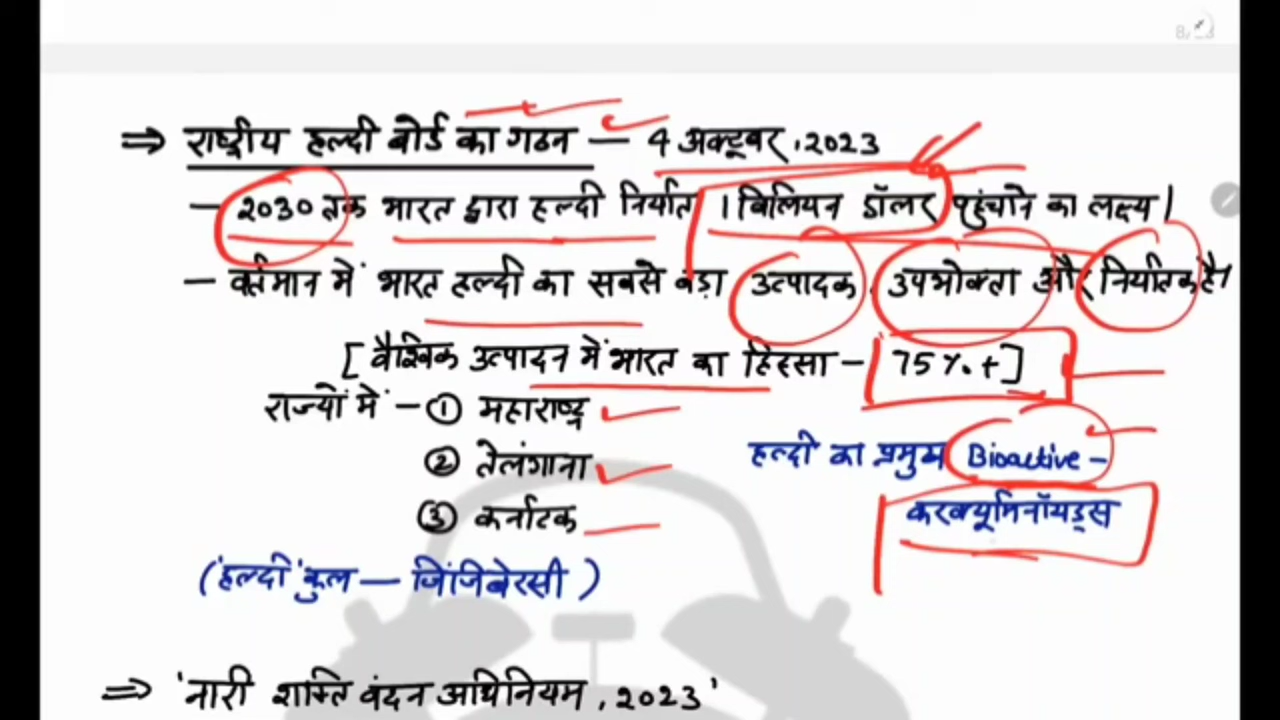 ⇒ राष्ट्रीय हल्दी बोर्ड का गठन — 4 अक्टूबर, 2023
— 2030 तक भारत द्वारा हल्दी निर्यात 1 बिलियन डॉलर पहुंचाने का लक्ष्य।
— वर्तमान में भारत हल्दी का सबसे बड़ा उत्पादक, उपभोक्ता और निर्यातक है।
[वैश्विक उत्पादन में भारत का हिस्सा — 75%+]
राज्यों में — ① महाराष्ट्र
② तेलंगाना
③ कर्नाटक
हल्दी का प्रमुख Bioactive —
करक्यूमिनॉयड्स
('हल्दी' कुल — जिंजिबेरसी)
⇒ 'नारी शक्ति वंदन अधिनियम, 2023'